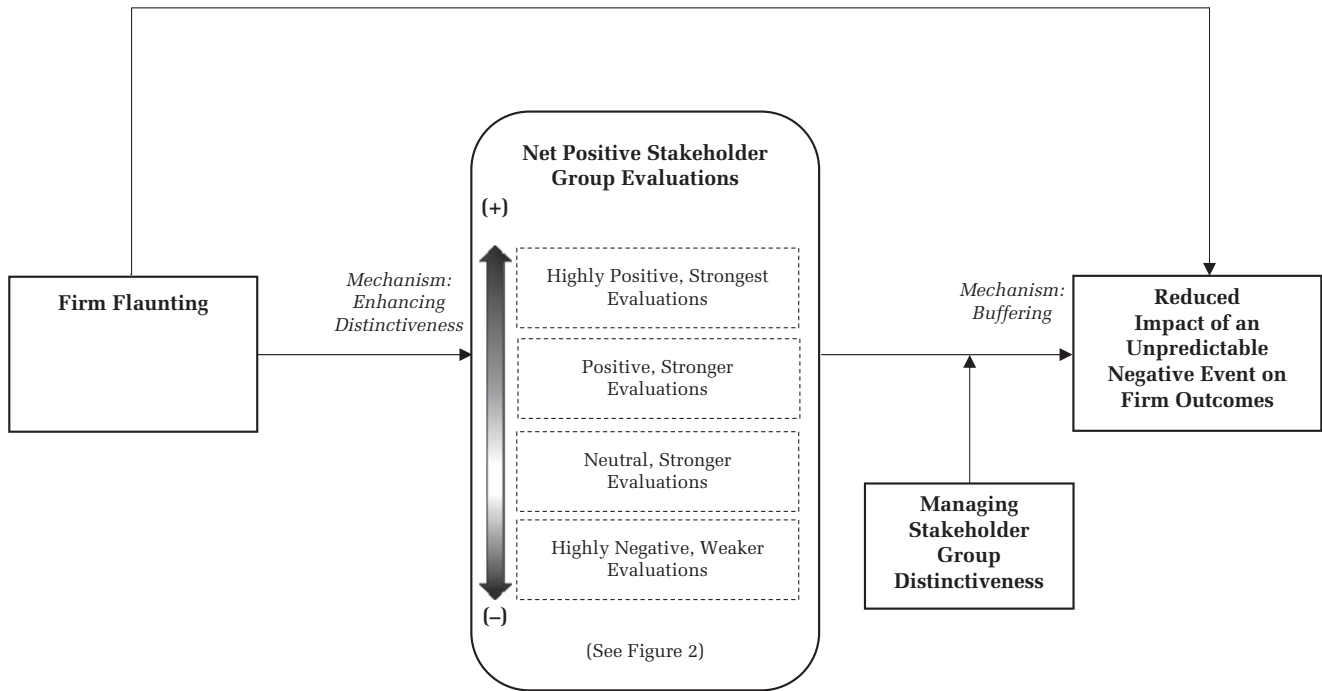 Firm Flaunting
Mechanism:
Enhancing
Distinctiveness
Net Positive Stakeholder
Group Evaluations
(+)
Highly Positive, Strongest
Evaluations
Positive, Stronger
Evaluations
Neutral, Stronger
Evaluations
Highly Negative, Weaker
Evaluations
(–)
(See Figure 2)
Mechanism:
Buffering
Managing
Stakeholder
Group
Distinctiveness
Reduced
Impact of an
Unpredictable
Negative Event on
Firm Outcomes